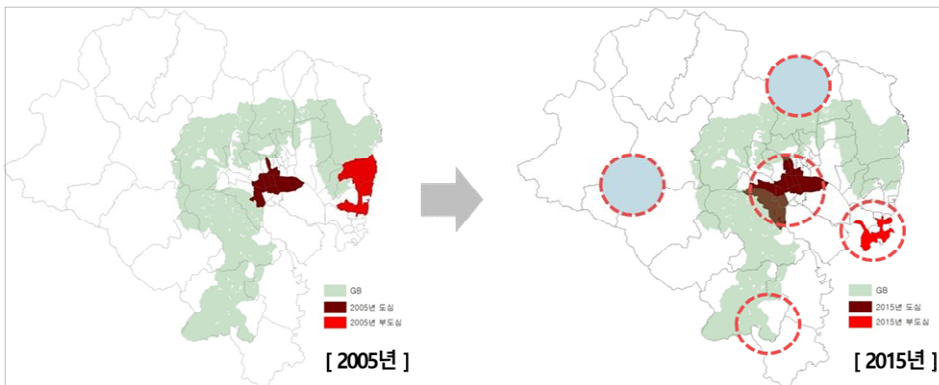 GB
2005년 도심
2005년 부도심
[ 2005년 ]
GB
2015년 도심
2015년 부도심
[ 2015년 ]